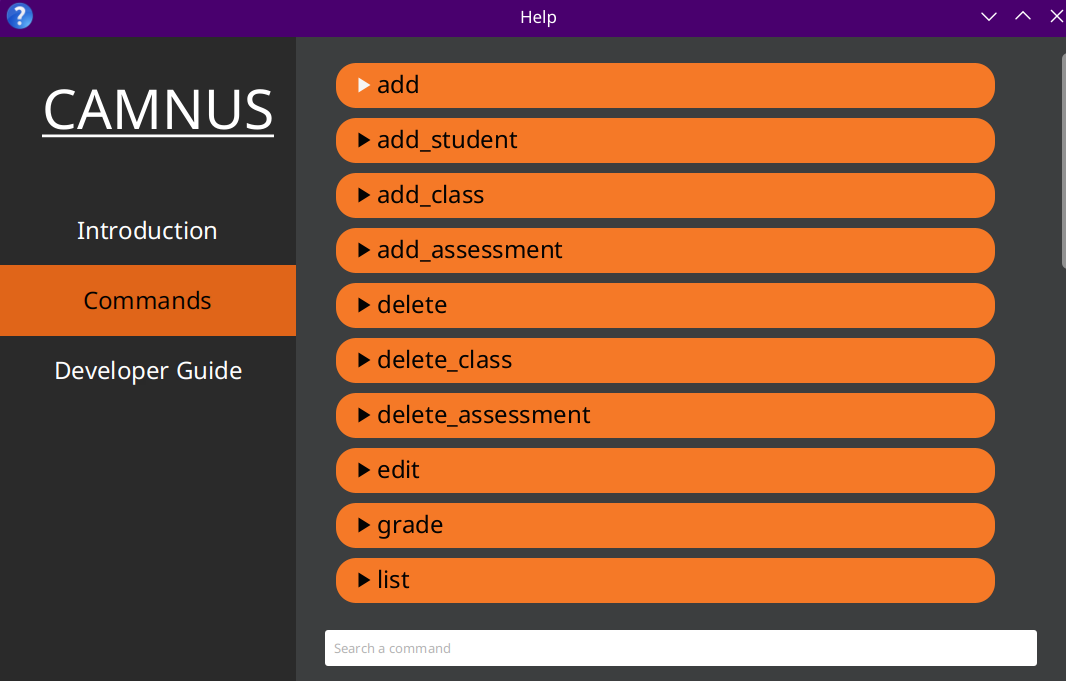 Help
CAMNUS
Introduction
Commands
Developer Guide
add
add_student
add_class
add_assessment
delete
delete_class
delete_assessment
edit
grade
list
Search a command